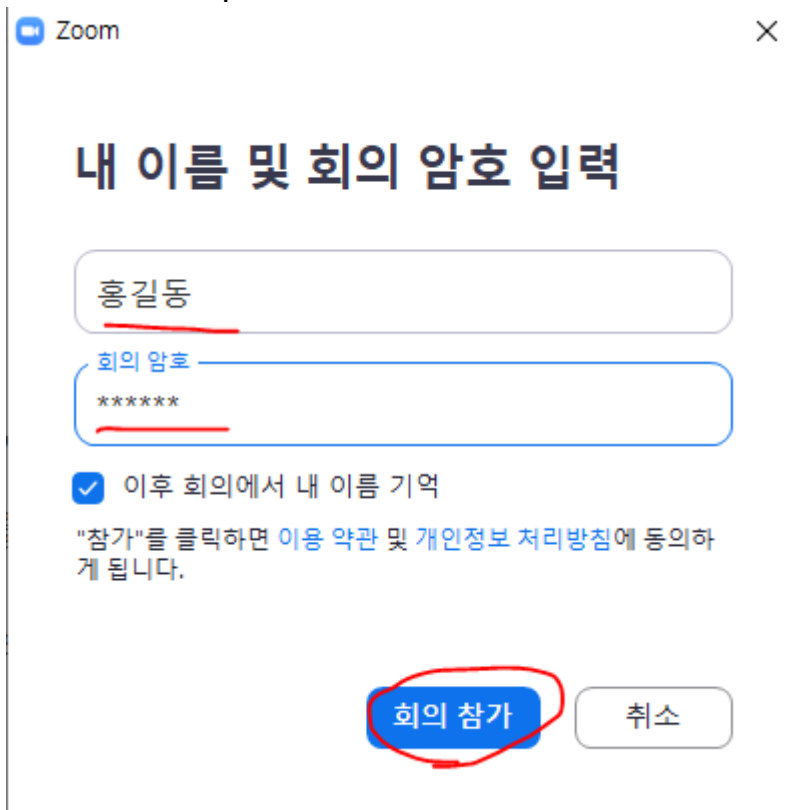 Zoom
내 이름 및 회의 암호 입력
홍길동
회의 암호
******
이후 회의에서 내 이름 기억
"참가"를 클릭하면 이용 약관 및 개인정보 처리방침에 동의하
게 됩니다.
회의 참가 취소